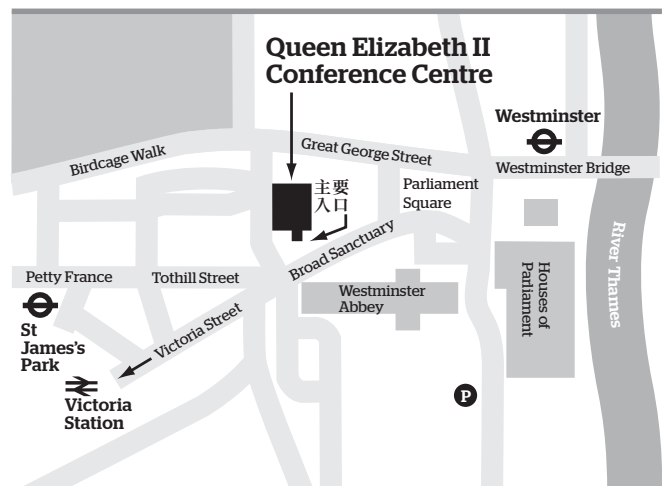 Queen Elizabeth II
Conference Centre
Westminster
Birdcage Walk
Great George Street
Westminster Bridge
主要
入口
Parliament
Square
Broad Sanctuary
River Thames
Petty France
Tothill Street
Houses of
Parliament
Westminster
Abbey
St
James's
Park
Victoria Street
Victoria
Station
P